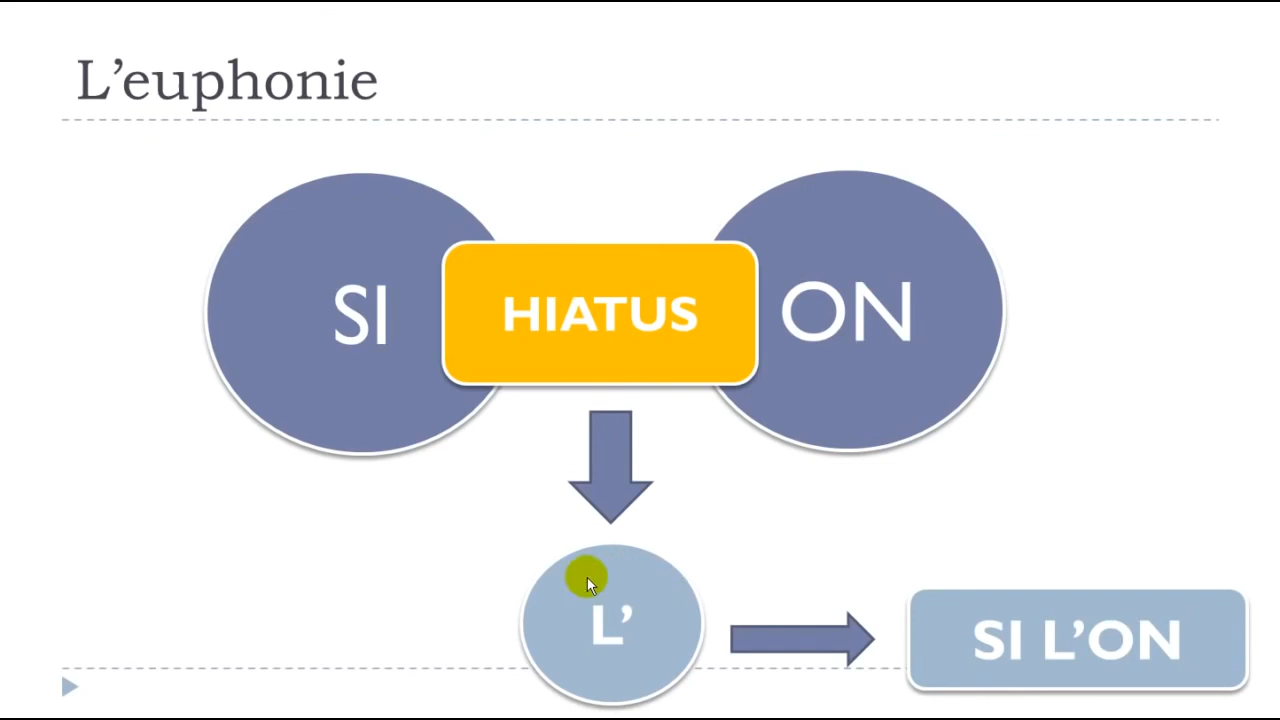 L’euphonie
SI
HIATUS
ON
L’
SI L’ON